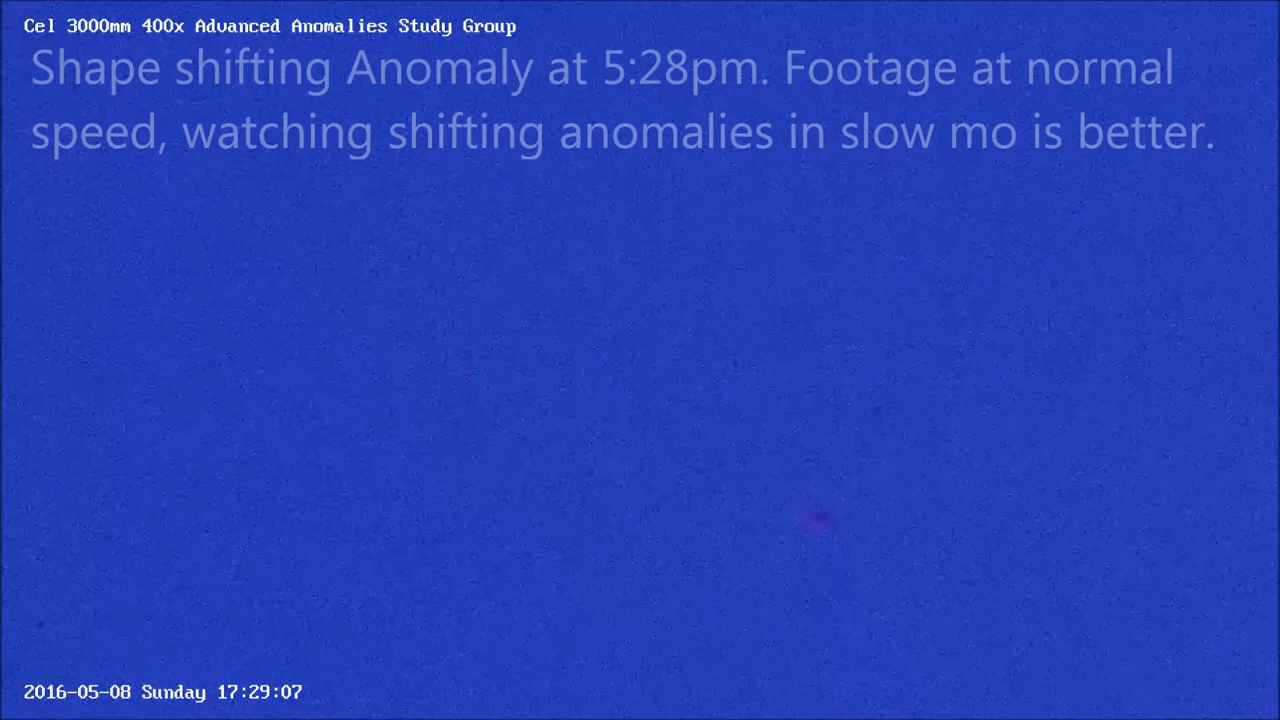 Cel 3000mm 400x Advanced Anomalies Study Group
Shape shifting Anomaly at 5:28pm. Footage at normal
speed, watching shifting anomalies in slow mo is better.
2016-05-08 Sunday 17:29:07